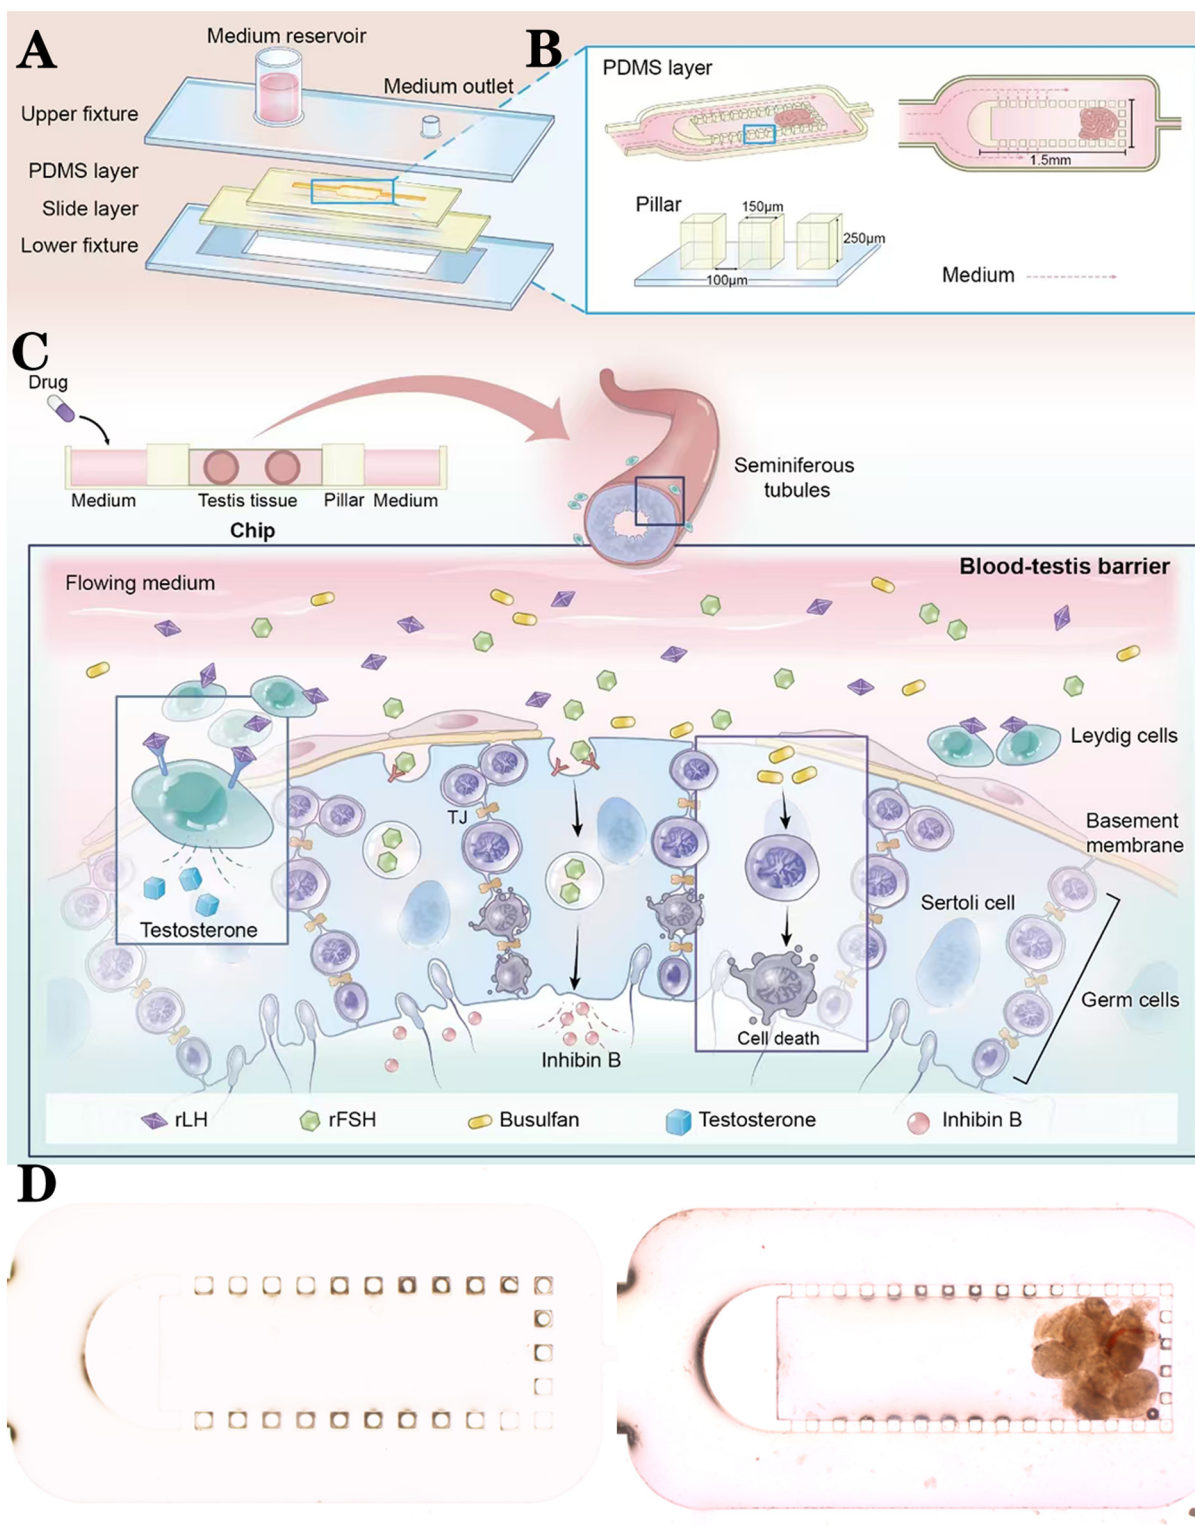 A
Medium reservoir
Medium outlet
Upper fixture
PDMS layer
Slide layer
Lower fixture
B
PDMS layer
1.5mm
Pillar
150μm
250μm
100μm
Medium
C
Drug
Medium
Testis tissue
Pillar
Medium
Chip
Seminiferous
tubules
Blood-testis barrier
Flowing medium
Leydig cells
TJ
Basement
membrane
Testosterone
Sertoli cell
Germ cells
Cell death
Inhibin B
rLH
rFSH
Busulfan
Testosterone
Inhibin B
D